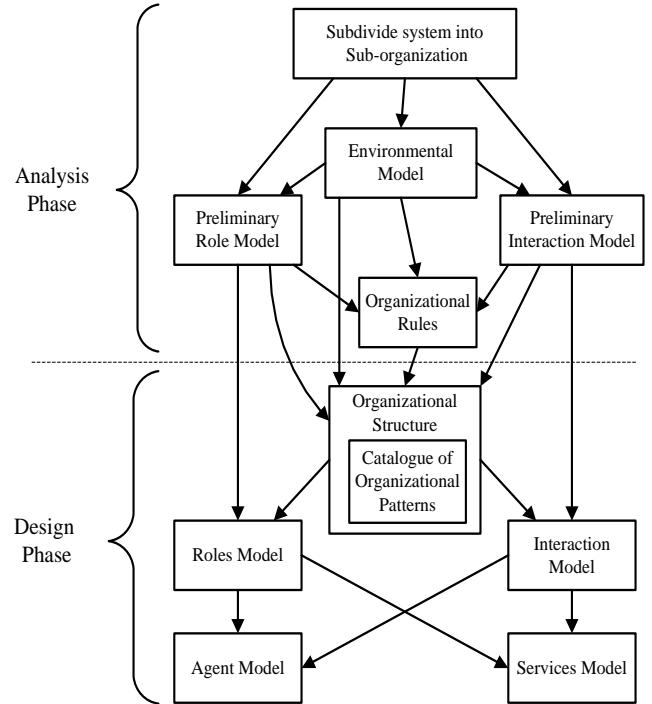 Subdivide system into
Sub-organization
Analysis
Phase
Environmental
Model
Preliminary
Role Model
Preliminary
Interaction Model
Organizational
Rules
Organizational
Structure
Catalogue of
Organizational
Patterns
Design
Phase
Roles Model
Interaction
Model
Agent Model
Services Model